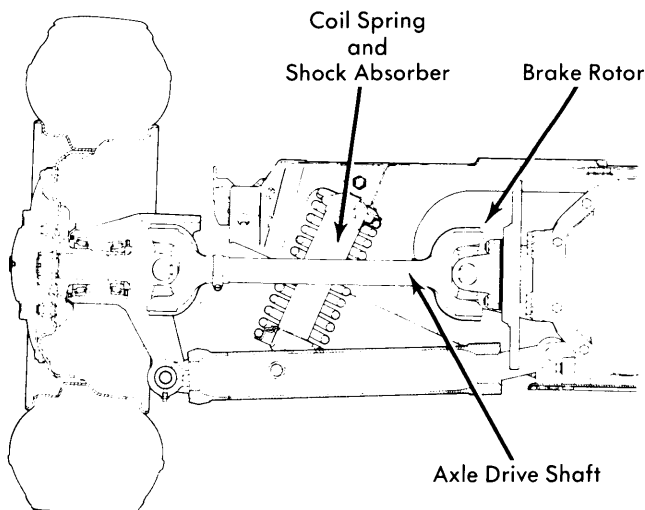 Coil Spring
and
Shock Absorber
Brake Rotor
Axle Drive Shaft